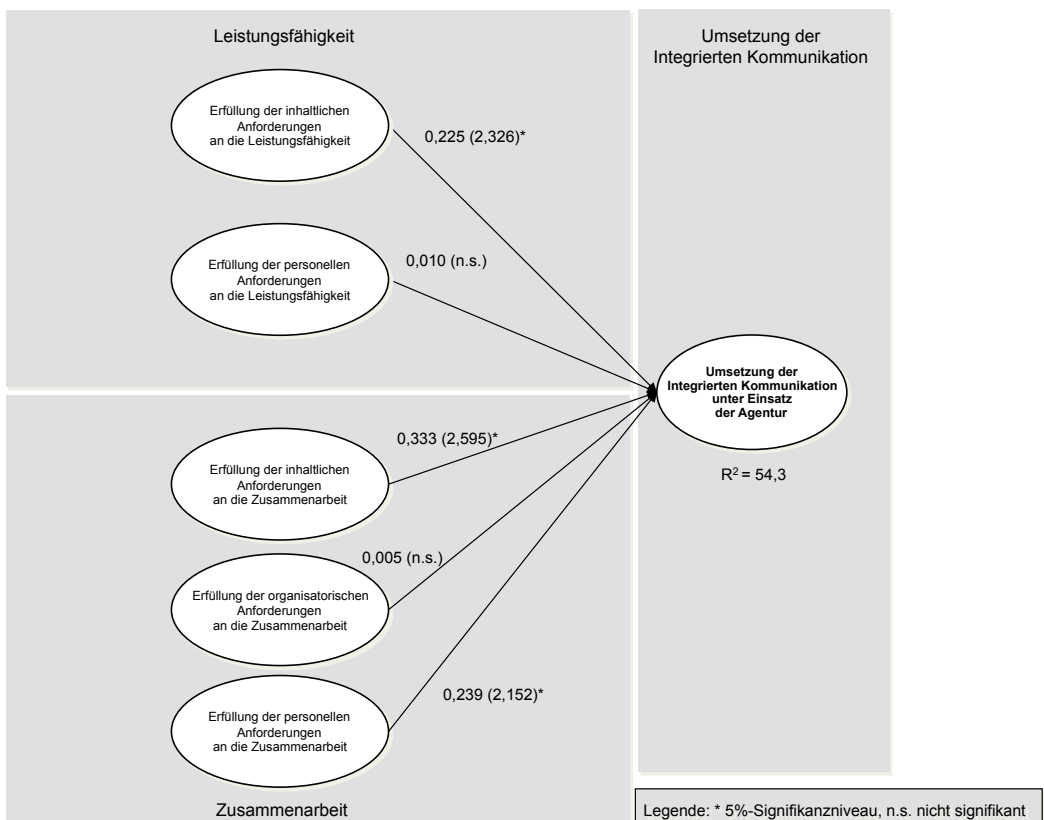 Leistungsfähigkeit
Umsetzung der
Integrierten Kommunikation
Erfüllung der inhaltlichen
Anforderungen
an die Leistungsfähigkeit
0,225 (2,326)*
Erfüllung der personellen
Anforderungen
an die Leistungsfähigkeit
0,010 (n.s.)
Umsetzung der
Integrierten Kommunikation
unter Einsatz
der Agentur
R² = 54,3
Erfüllung der inhaltlichen
Anforderungen
an die Zusammenarbeit
0,333 (2,595)*
Erfüllung der organisatorischen
Anforderungen
an die Zusammenarbeit
0,005 (n.s.)
Erfüllung der personellen
Anforderungen
an die Zusammenarbeit
0,239 (2,152)*
Zusammenarbeit
Legende: * 5%-Signifikanzniveau, n.s. nicht signifikant